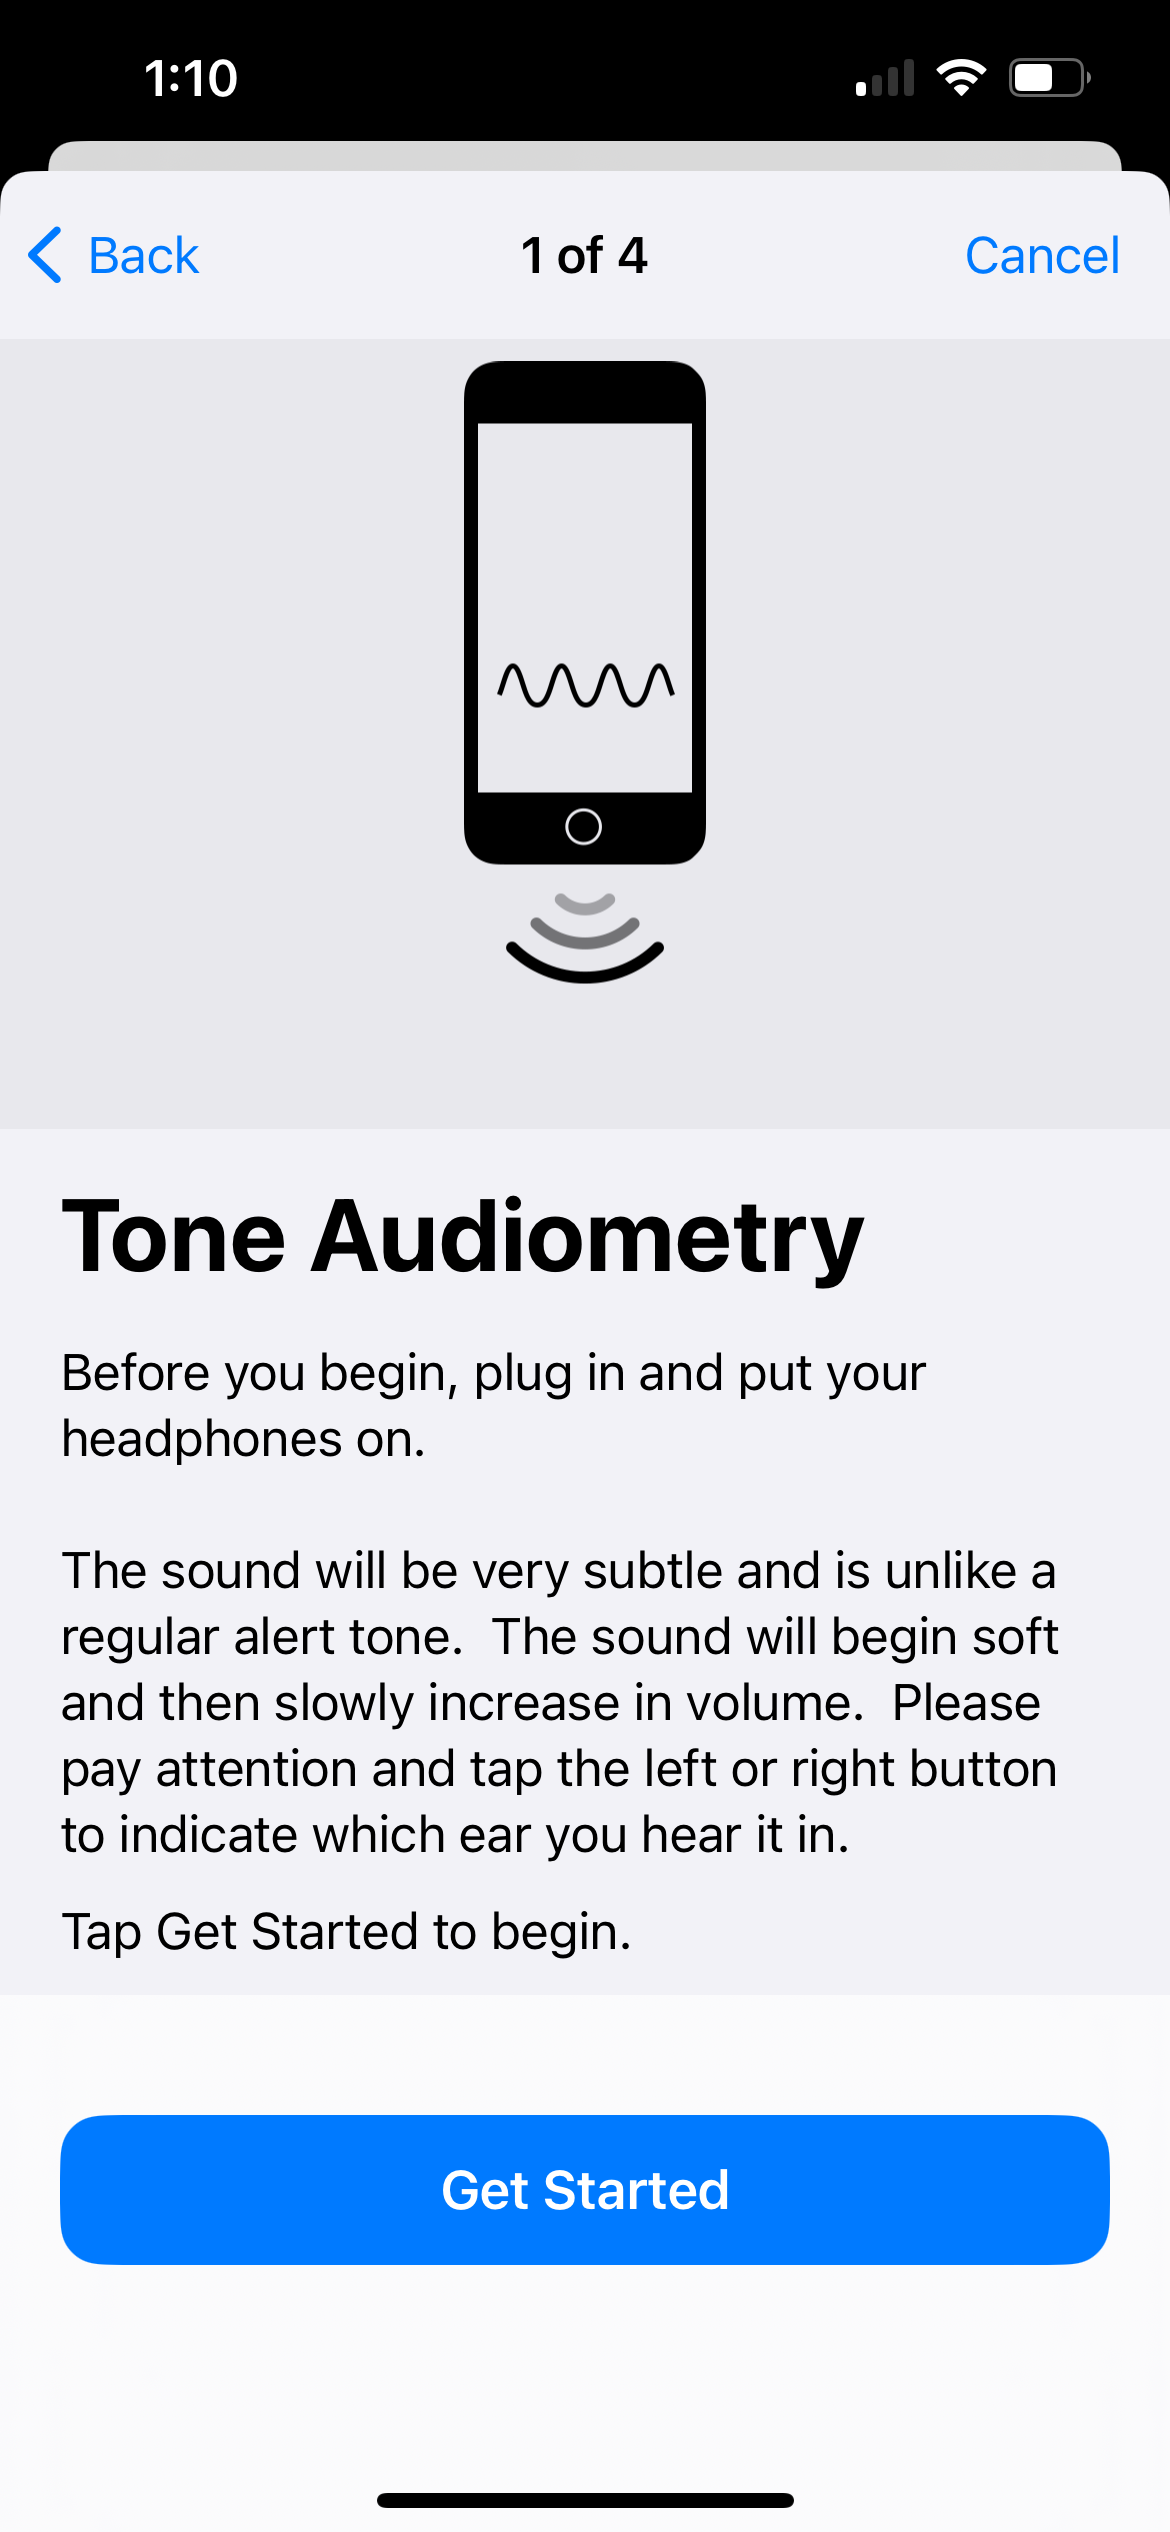 1:10
Back
1 of 4
Cancel
Tone Audiometry
Before you begin, plug in and put your
headphones on.
The sound will be very subtle and is unlike a
regular alert tone.  The sound will begin soft
and then slowly increase in volume.  Please
pay attention and tap the left or right button
to indicate which ear you hear it in.
Tap Get Started to begin.
Get Started